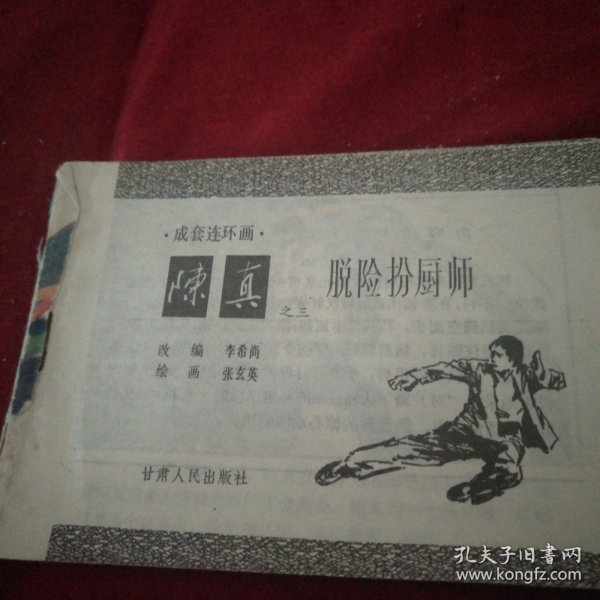 ·成套连环画·
陳真之三 脱险扮厨师
改编 李希尚
绘画 张玄英
甘肃人民出版社
孔夫子旧书网
www.kongfz.com